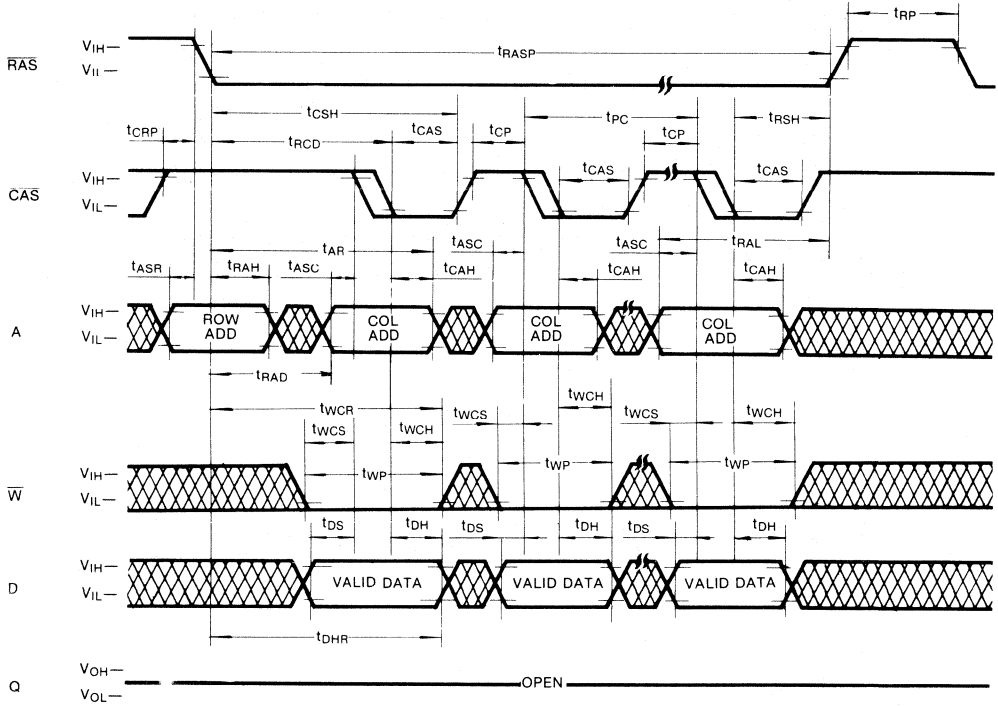 tRP
VIH
RAS
VIL
tRASP
tCSH
tPC
tRSH
tCRP
tRCD
tCAS
tCP
tCP
VIH
CAS
VIL
tCAS
tCAS
tAR
tASC
tASC
tRAL
tASR
tRAH
tASC
tCAH
tCAH
tCAH
VIH
A
VIL
ROW ADD
COL ADD
COL ADD
COL ADD
tRAD
tWCR
tWCS
tWCH
tWCS
tWCH
tWCS
tWCH
tWP
tWP
tWP
VIH
W
VIL
tDS
tDH
tDS
tDH
tDS
tDH
VIH
D
VIL
VALID DATA
VALID DATA
VALID DATA
tDHR
VOH
Q
VOL
OPEN